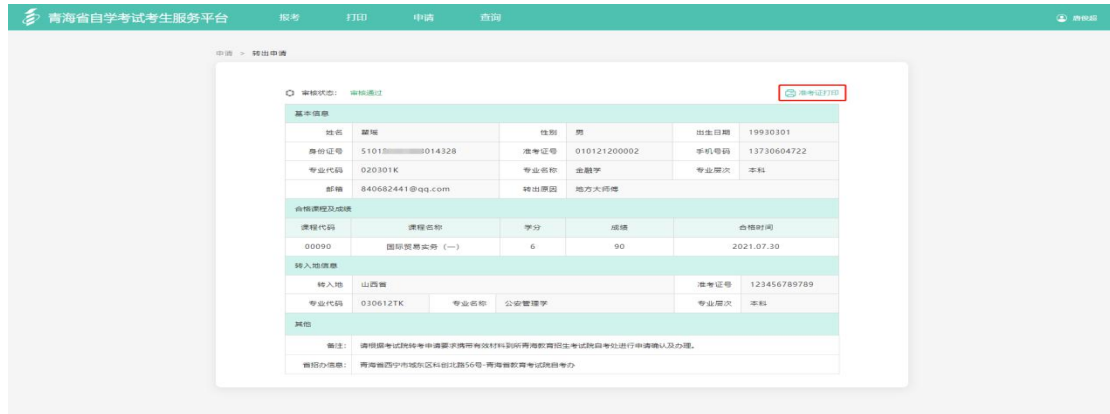 青海省自学考试考生服务平台 报考 打印 申请 查询
申请 > 转出申请
审核状态: 审核通过 准考证打印
基本信息
姓名 性别 男 出生日期 19930301
身份证号 5101 014328 准考证号 010121200002 手机号码 13730604722
专业代码 020301K 专业名称 金融学 专业层次 本科
邮箱 840682441@qq.com 转出原因 地方大师傅
合格课程及成绩
课程代码 课程名称 学分 成绩 合格时间
00090 国际贸易实务（一） 6 90 2021.07.30
转入地信息
转入地 山西省 准考证号 123456789789
专业代码 030612TK 专业名称 公安管理学 专业层次 本科
其他
备注: 请根据考试院转考申请要求携带有效材料到所青海教育招生考试院自考处进行申请确认及办理。
省招办信息: 青海省西宁市城东区科创北路56号-青海省教育考试院自考办